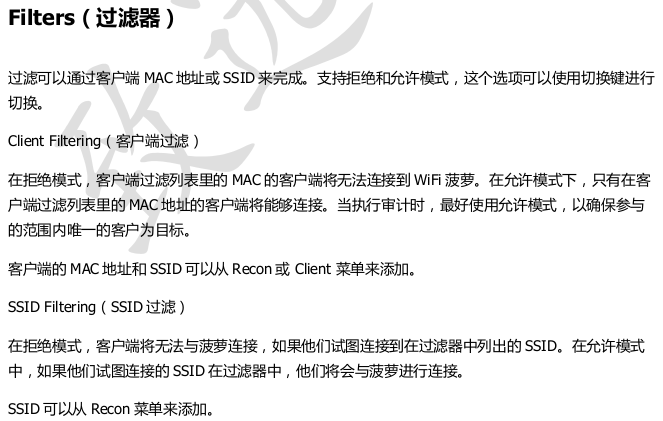 Filters（过滤器）
过滤可以通过客户端 MAC 地址或 SSID 来完成。支持拒绝和允许模式，这个选项可以使用切换键进行
切换。
Client Filtering（客户端过滤）
在拒绝模式，客户端过滤列表里的 MAC 的客户端将无法连接到 WiFi 菠萝。在允许模式下，只有在客
户端过滤列表里的 MAC 地址的客户端将能够连接。当执行审计时，最好使用允许模式，以确保参与
的范围内唯一的客户为目标。
客户端的 MAC 地址和 SSID 可以从 Recon 或 Client 菜单来添加。
SSID Filtering（SSID 过滤）
在拒绝模式，客户端将无法与菠萝连接，如果他们试图连接到在过滤器中列出的 SSID。在允许模式
中，如果他们试图连接的 SSID 在过滤器中，他们将会与菠萝进行连接。
SSID 可以从 Recon 菜单来添加。